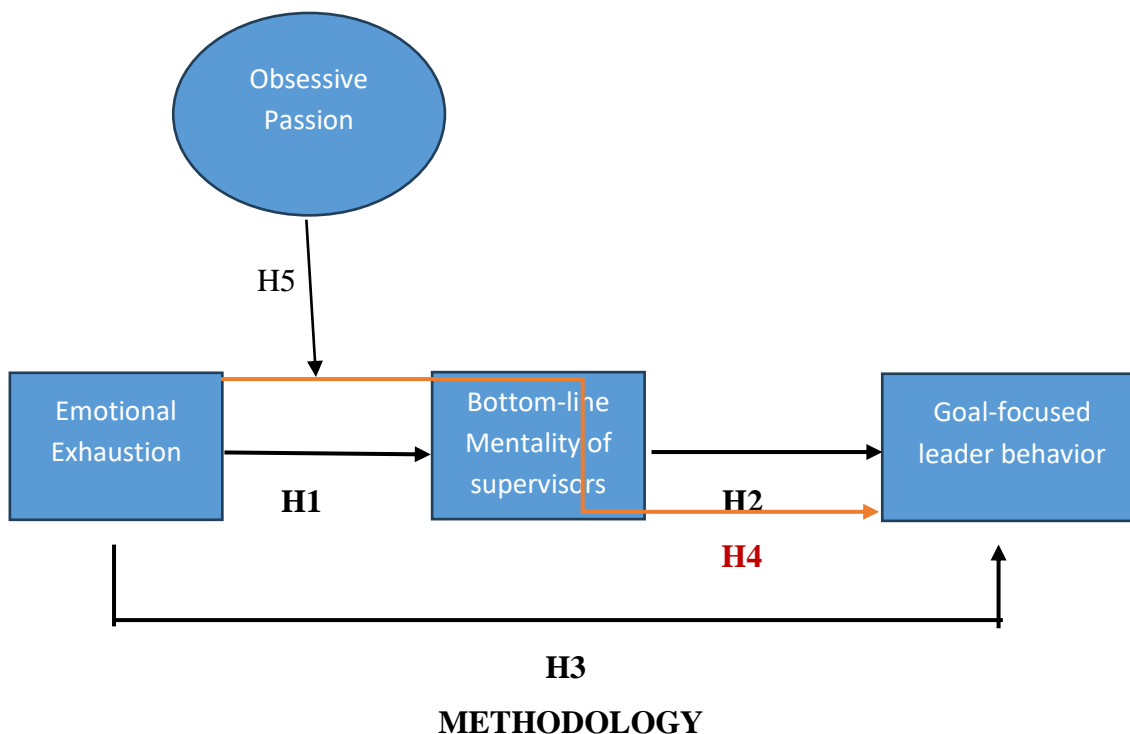 Obsessive
Passion
H5
Emotional
Exhaustion
Bottom-line
Mentality of
supervisors
Goal-focused
leader behavior
H1
H2
H4
H3
METHODOLOGY